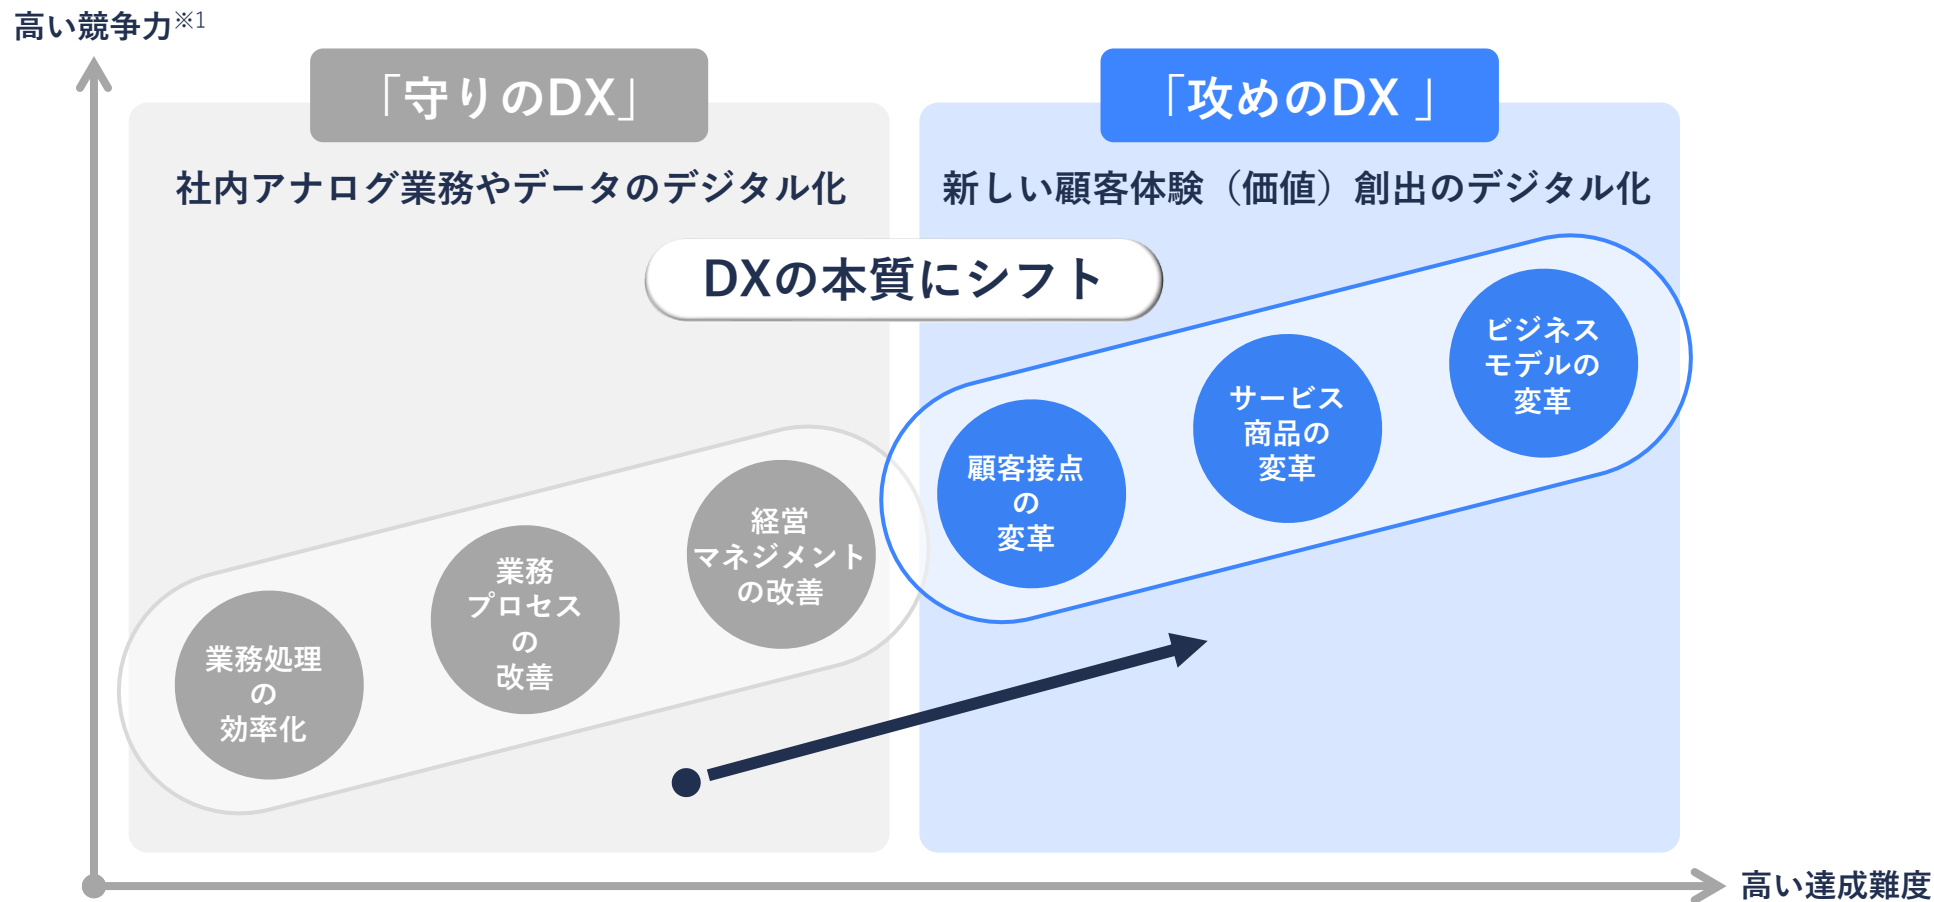 高い競争力※1
「守りのDX」
「攻めのDX 」
社内アナログ業務やデータのデジタル化
新しい顧客体験（価値）創出のデジタル化
DXの本質にシフト
業務処理
の
効率化
業務
プロセス
の
改善
経営
マネジメント
の改善
顧客接点
の
変革
サービス
商品の
変革
ビジネス
モデルの
変革
高い達成難度